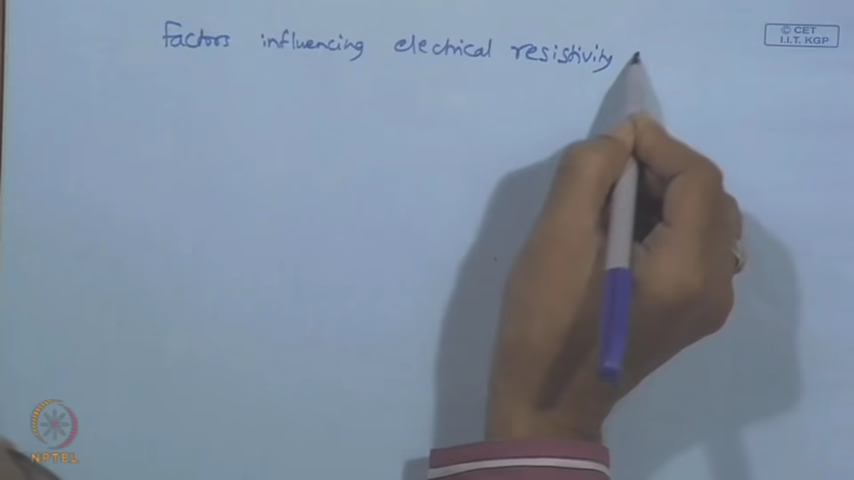 Factors influencing electrical resistivity
© CET
I.I.T. KGP
NPTEL